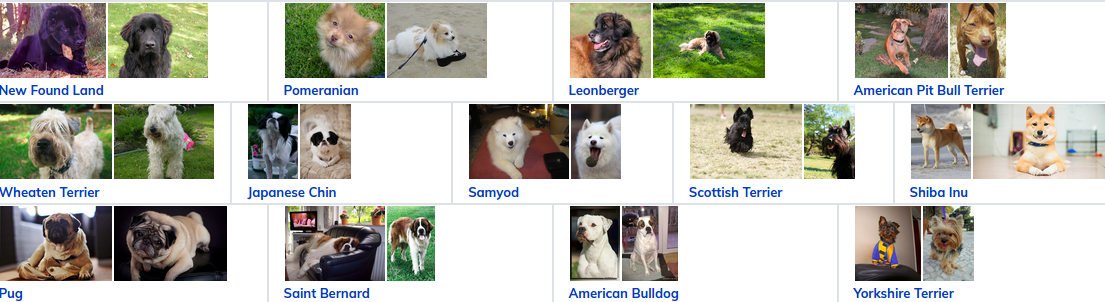 New Found Land
Pomeranian
Leonberger
American Pit Bull Terrier
Wheaten Terrier
Japanese Chin
Samyod
Scottish Terrier
Shiba Inu
Pug
Saint Bernard
American Bulldog
Yorkshire Terrier